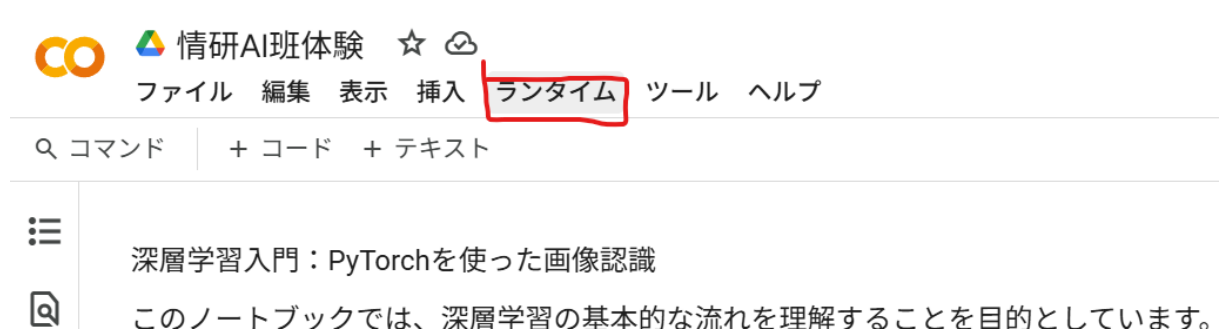 情研AI班体験
ファイル 編集 表示 挿入 ランタイム ツール ヘルプ
コマンド + コード + テキスト
深層学習入門：PyTorchを使った画像認識
このノートブックでは、深層学習の基本的な流れを理解することを目的としています。